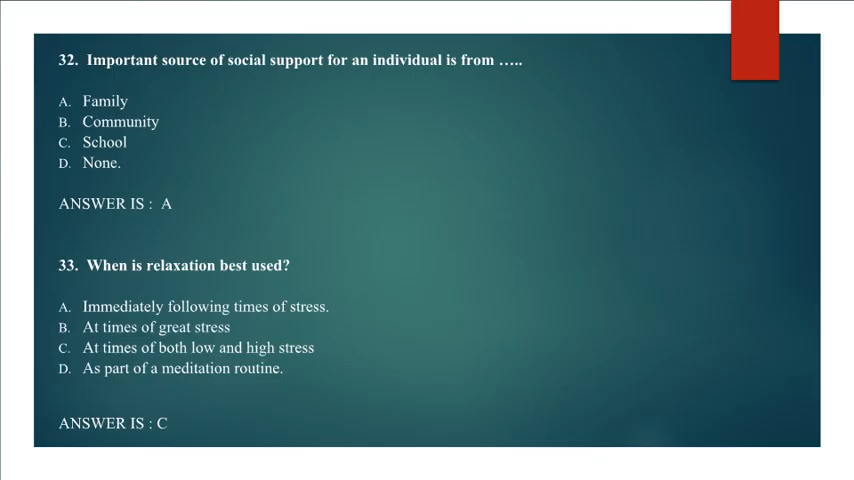 32. Important source of social support for an individual is from …..
A. Family
B. Community
C. School
D. None.
ANSWER IS : A
33. When is relaxation best used?
A. Immediately following times of stress.
B. At times of great stress
C. At times of both low and high stress
D. As part of a meditation routine.
ANSWER IS : C